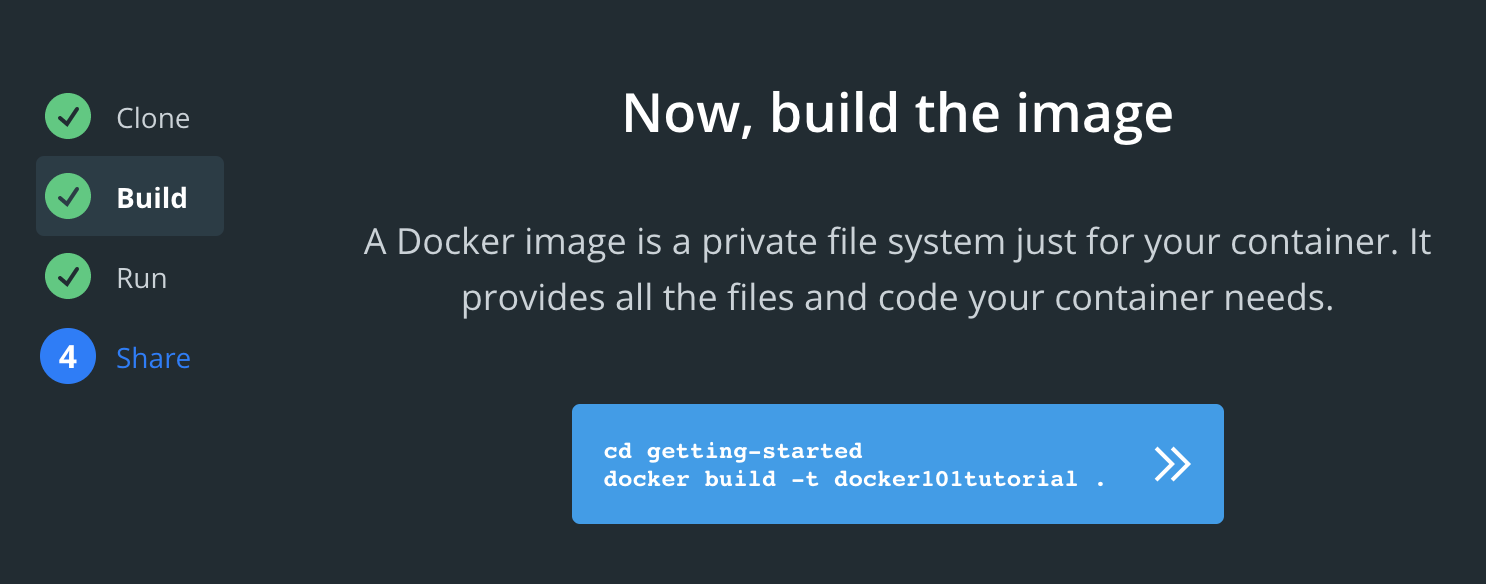 Clone
Build
Run
4 Share
Now, build the image
A Docker image is a private file system just for your container. It
provides all the files and code your container needs.
cd getting-started
docker build -t docker101tutorial .